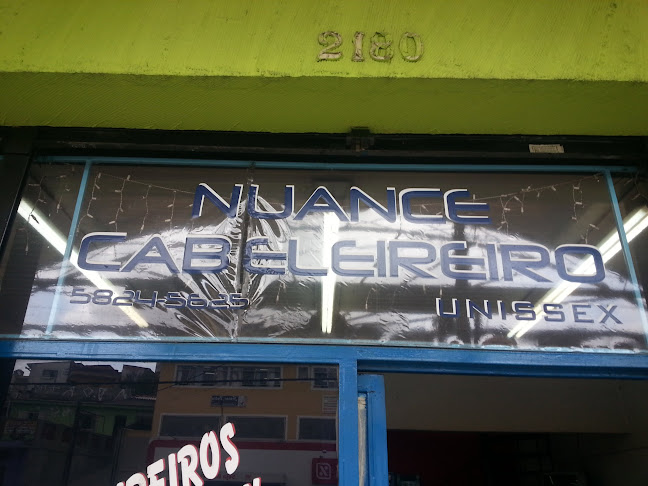 2180
NUANCE
CABELEIREIRO
5824-5625
UNISSEX